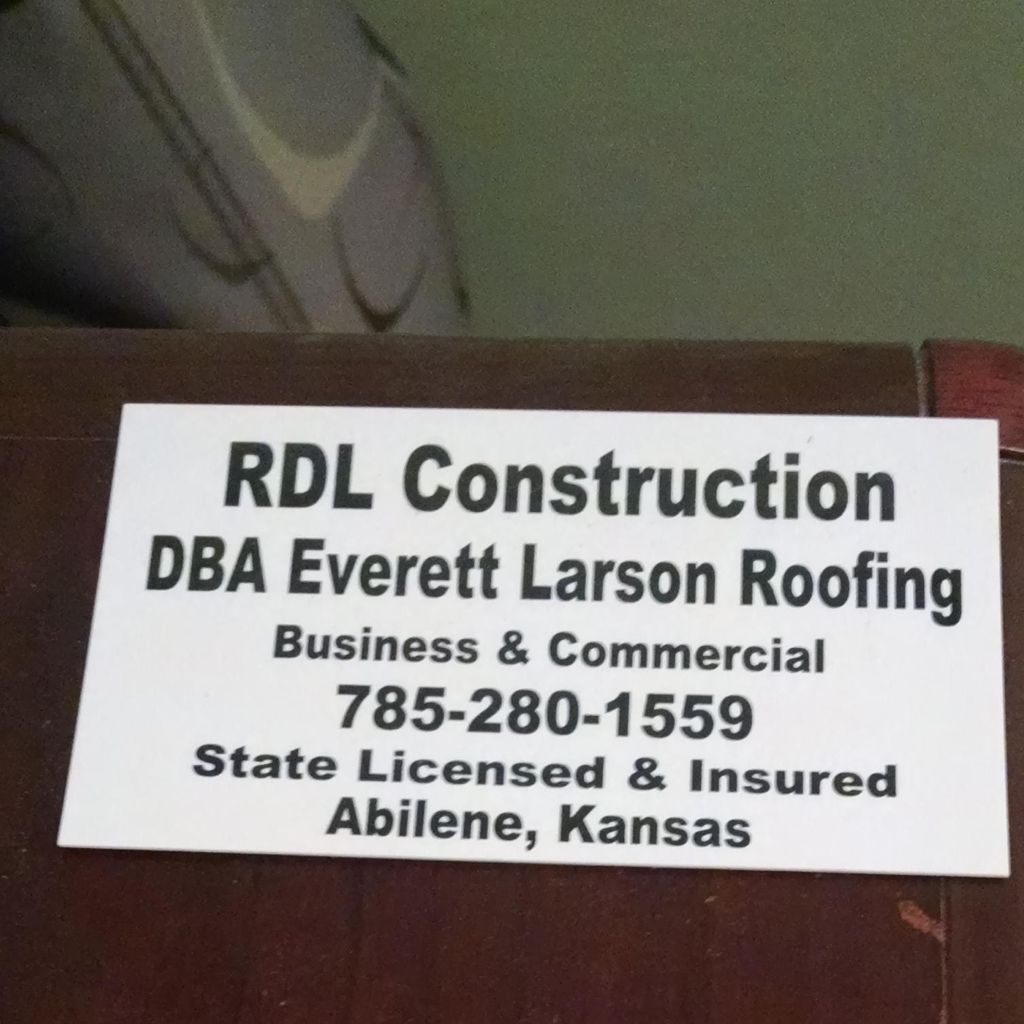 RDL Construction
DBA Everett Larson Roofing
Business & Commercial
785-280-1559
State Licensed & Insured
Abilene, Kansas